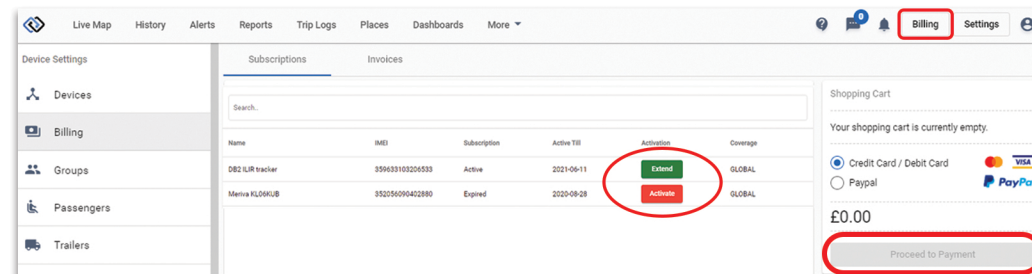 Live Map History Alerts Reports Trip Logs Places Dashboards More 0 Billing Settings
Device Settings
Devices
Billing
Groups
Passengers
Trailers
Subscriptions Invoices
Search..
Name IMEI Subscription Active Till Activation Coverage
DB2 ILIR tracker 359633103206533 Active 2021-06-11 Extend GLOBAL
Meriva KL06KUB 352056090402880 Expired 2020-08-28 Activate GLOBAL
Shopping Cart
Your shopping cart is currently empty.
Credit Card / Debit Card VISA
Paypal PayPa
£0.00
Proceed to Payment